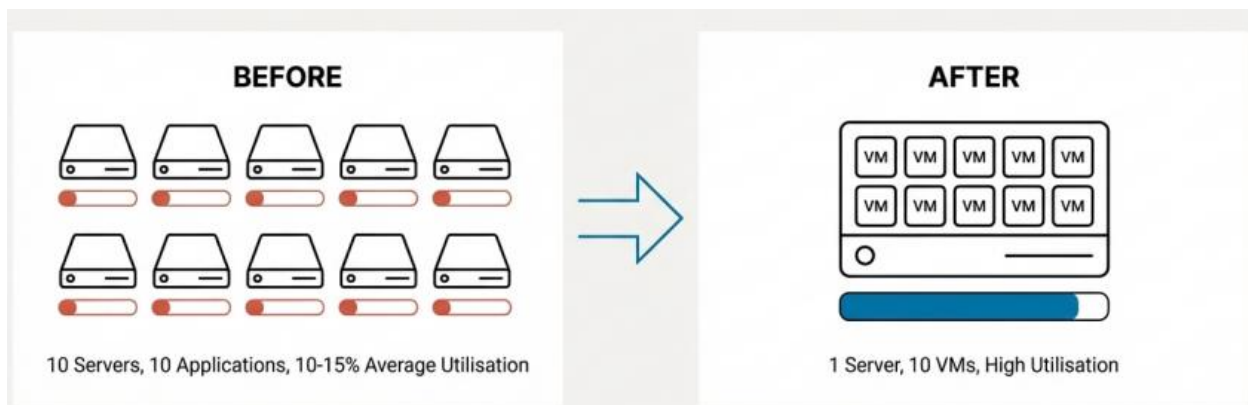 BEFORE
10 Servers, 10 Applications, 10-15% Average Utilisation
AFTER
VM VM VM VM VM
VM VM VM VM VM
1 Server, 10 VMs, High Utilisation